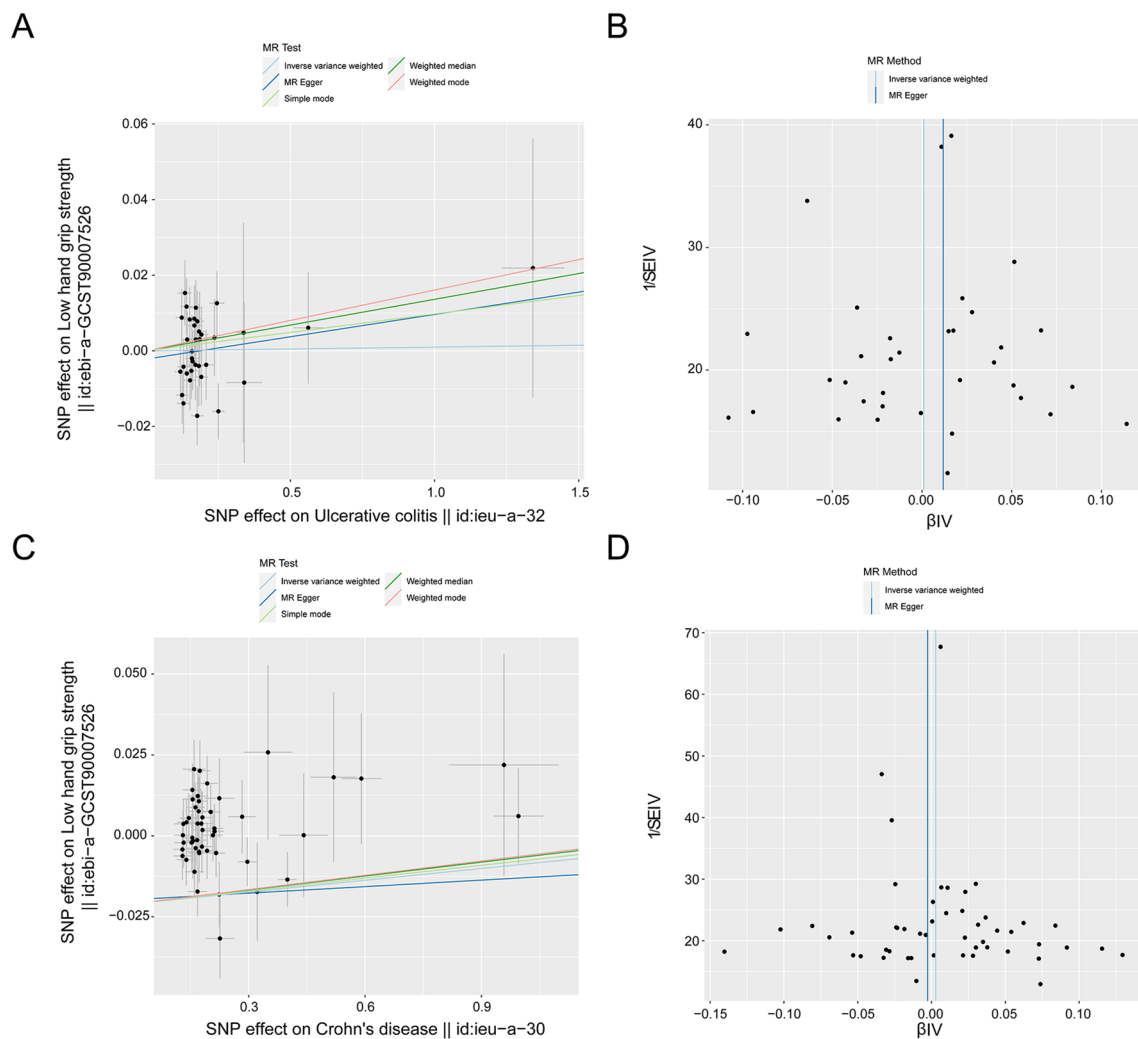 A
MR Test
Inverse variance weighted
Weighted median
MR Egger
Weighted mode
Simple mode
SNP effect on Low hand grip strength
|| id:ebi−a−GCST90007526
0.06
0.04
0.02
0.00
−0.02
0.5
1.0
1.5
SNP effect on Ulcerative colitis || id:ieu−a−32
B
MR Method
Inverse variance weighted
MR Egger
1/SEIV
40
30
20
−0.10
−0.05
0.00
0.05
0.10
βIV
C
MR Test
Inverse variance weighted
Weighted median
MR Egger
Weighted mode
Simple mode
SNP effect on Low hand grip strength
|| id:ebi−a−GCST90007526
0.050
0.025
0.000
−0.025
0.3
0.6
0.9
SNP effect on Crohn's disease || id:ieu−a−30
D
MR Method
Inverse variance weighted
MR Egger
1/SEIV
70
60
50
40
30
20
−0.15
−0.10
−0.05
0.00
0.05
0.10
βIV